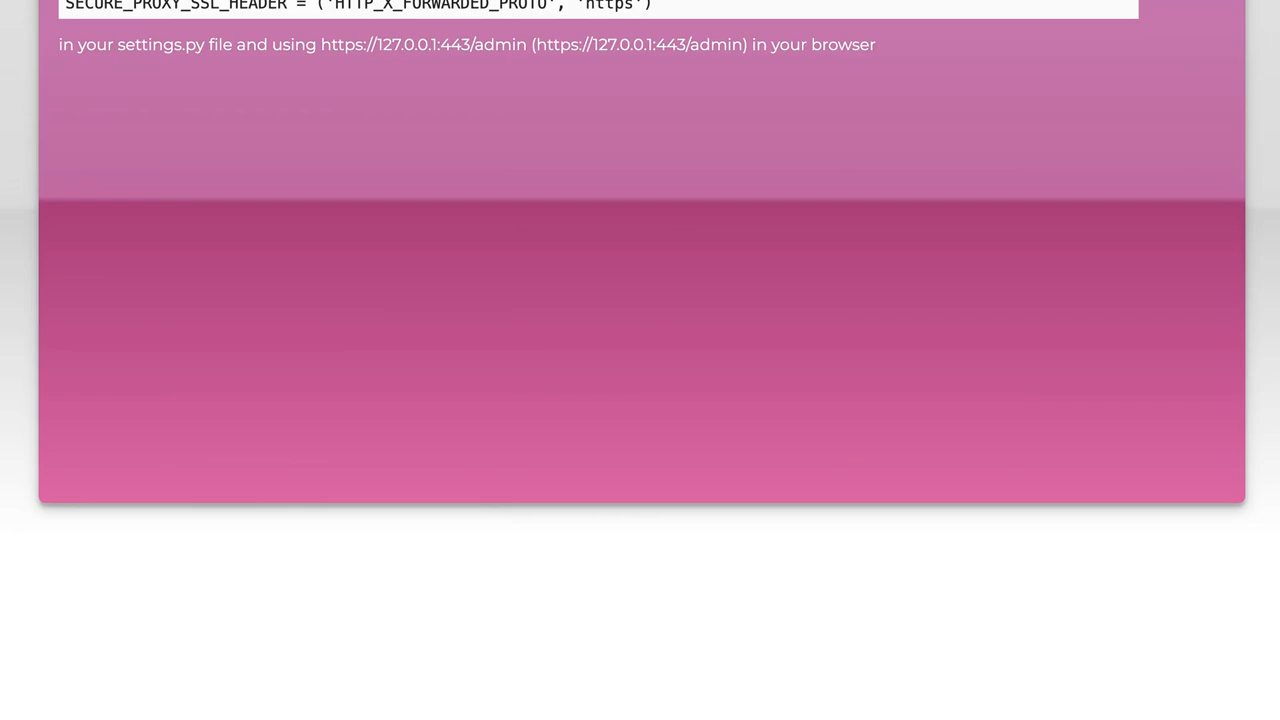 SECURE_PROXY_SSL_HEADER = ('HTTP_X_FORWARDED_PROTO', 'https')
in your settings.py file and using https://127.0.0.1:443/admin (https://127.0.0.1:443/admin) in your browser